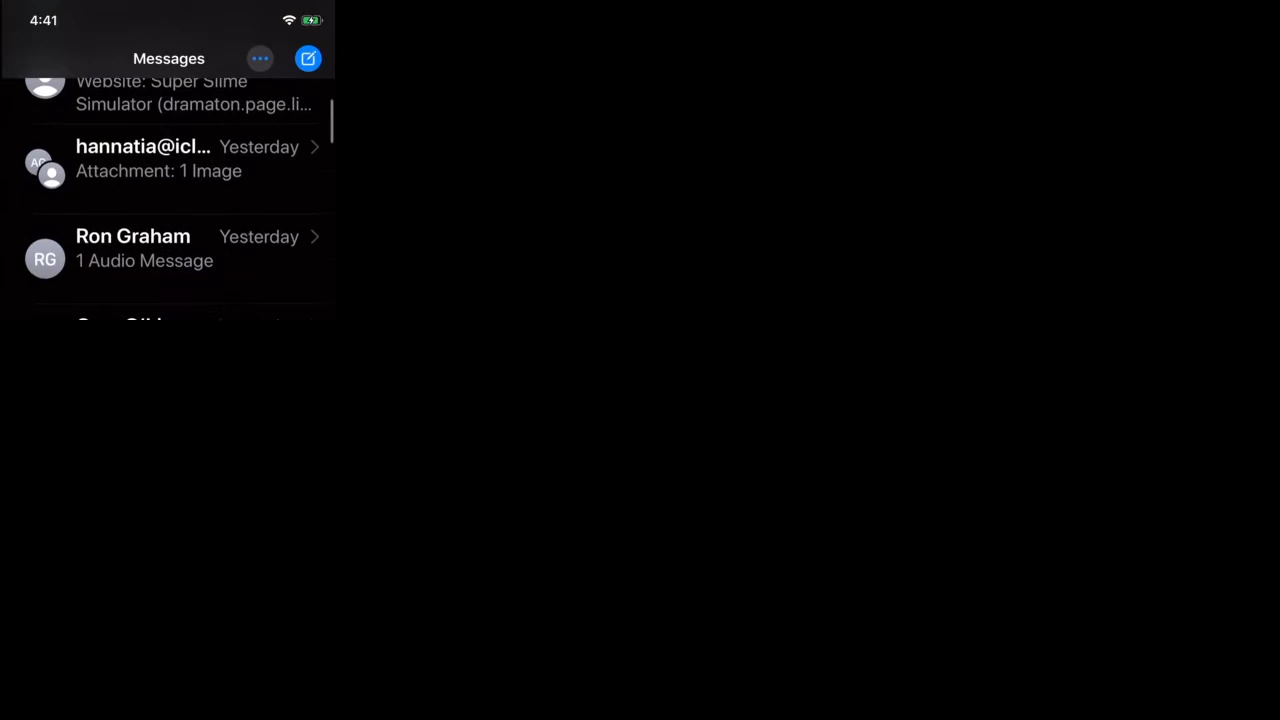 4:41
Messages
Website: Super Slime
Simulator (dramaton.page.li...
AG
hannatia@icl... Yesterday
Attachment: 1 Image
RG
Ron Graham Yesterday
1 Audio Message